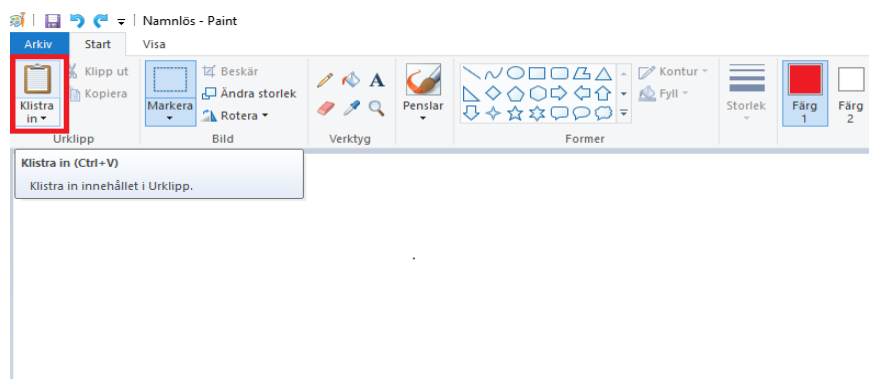 Namnlös - Paint
Arkiv Start Visa
Klistra in
Klipp ut
Kopiera
Urklipp
Markera
Beskär
Ändra storlek
Rotera
Bild
A
Verktyg
Penslar
Former
Kontur
Fyll
Storlek
Färg 1
Färg 2
Klistra in (Ctrl+V)
Klistra in innehållet i Urklipp.